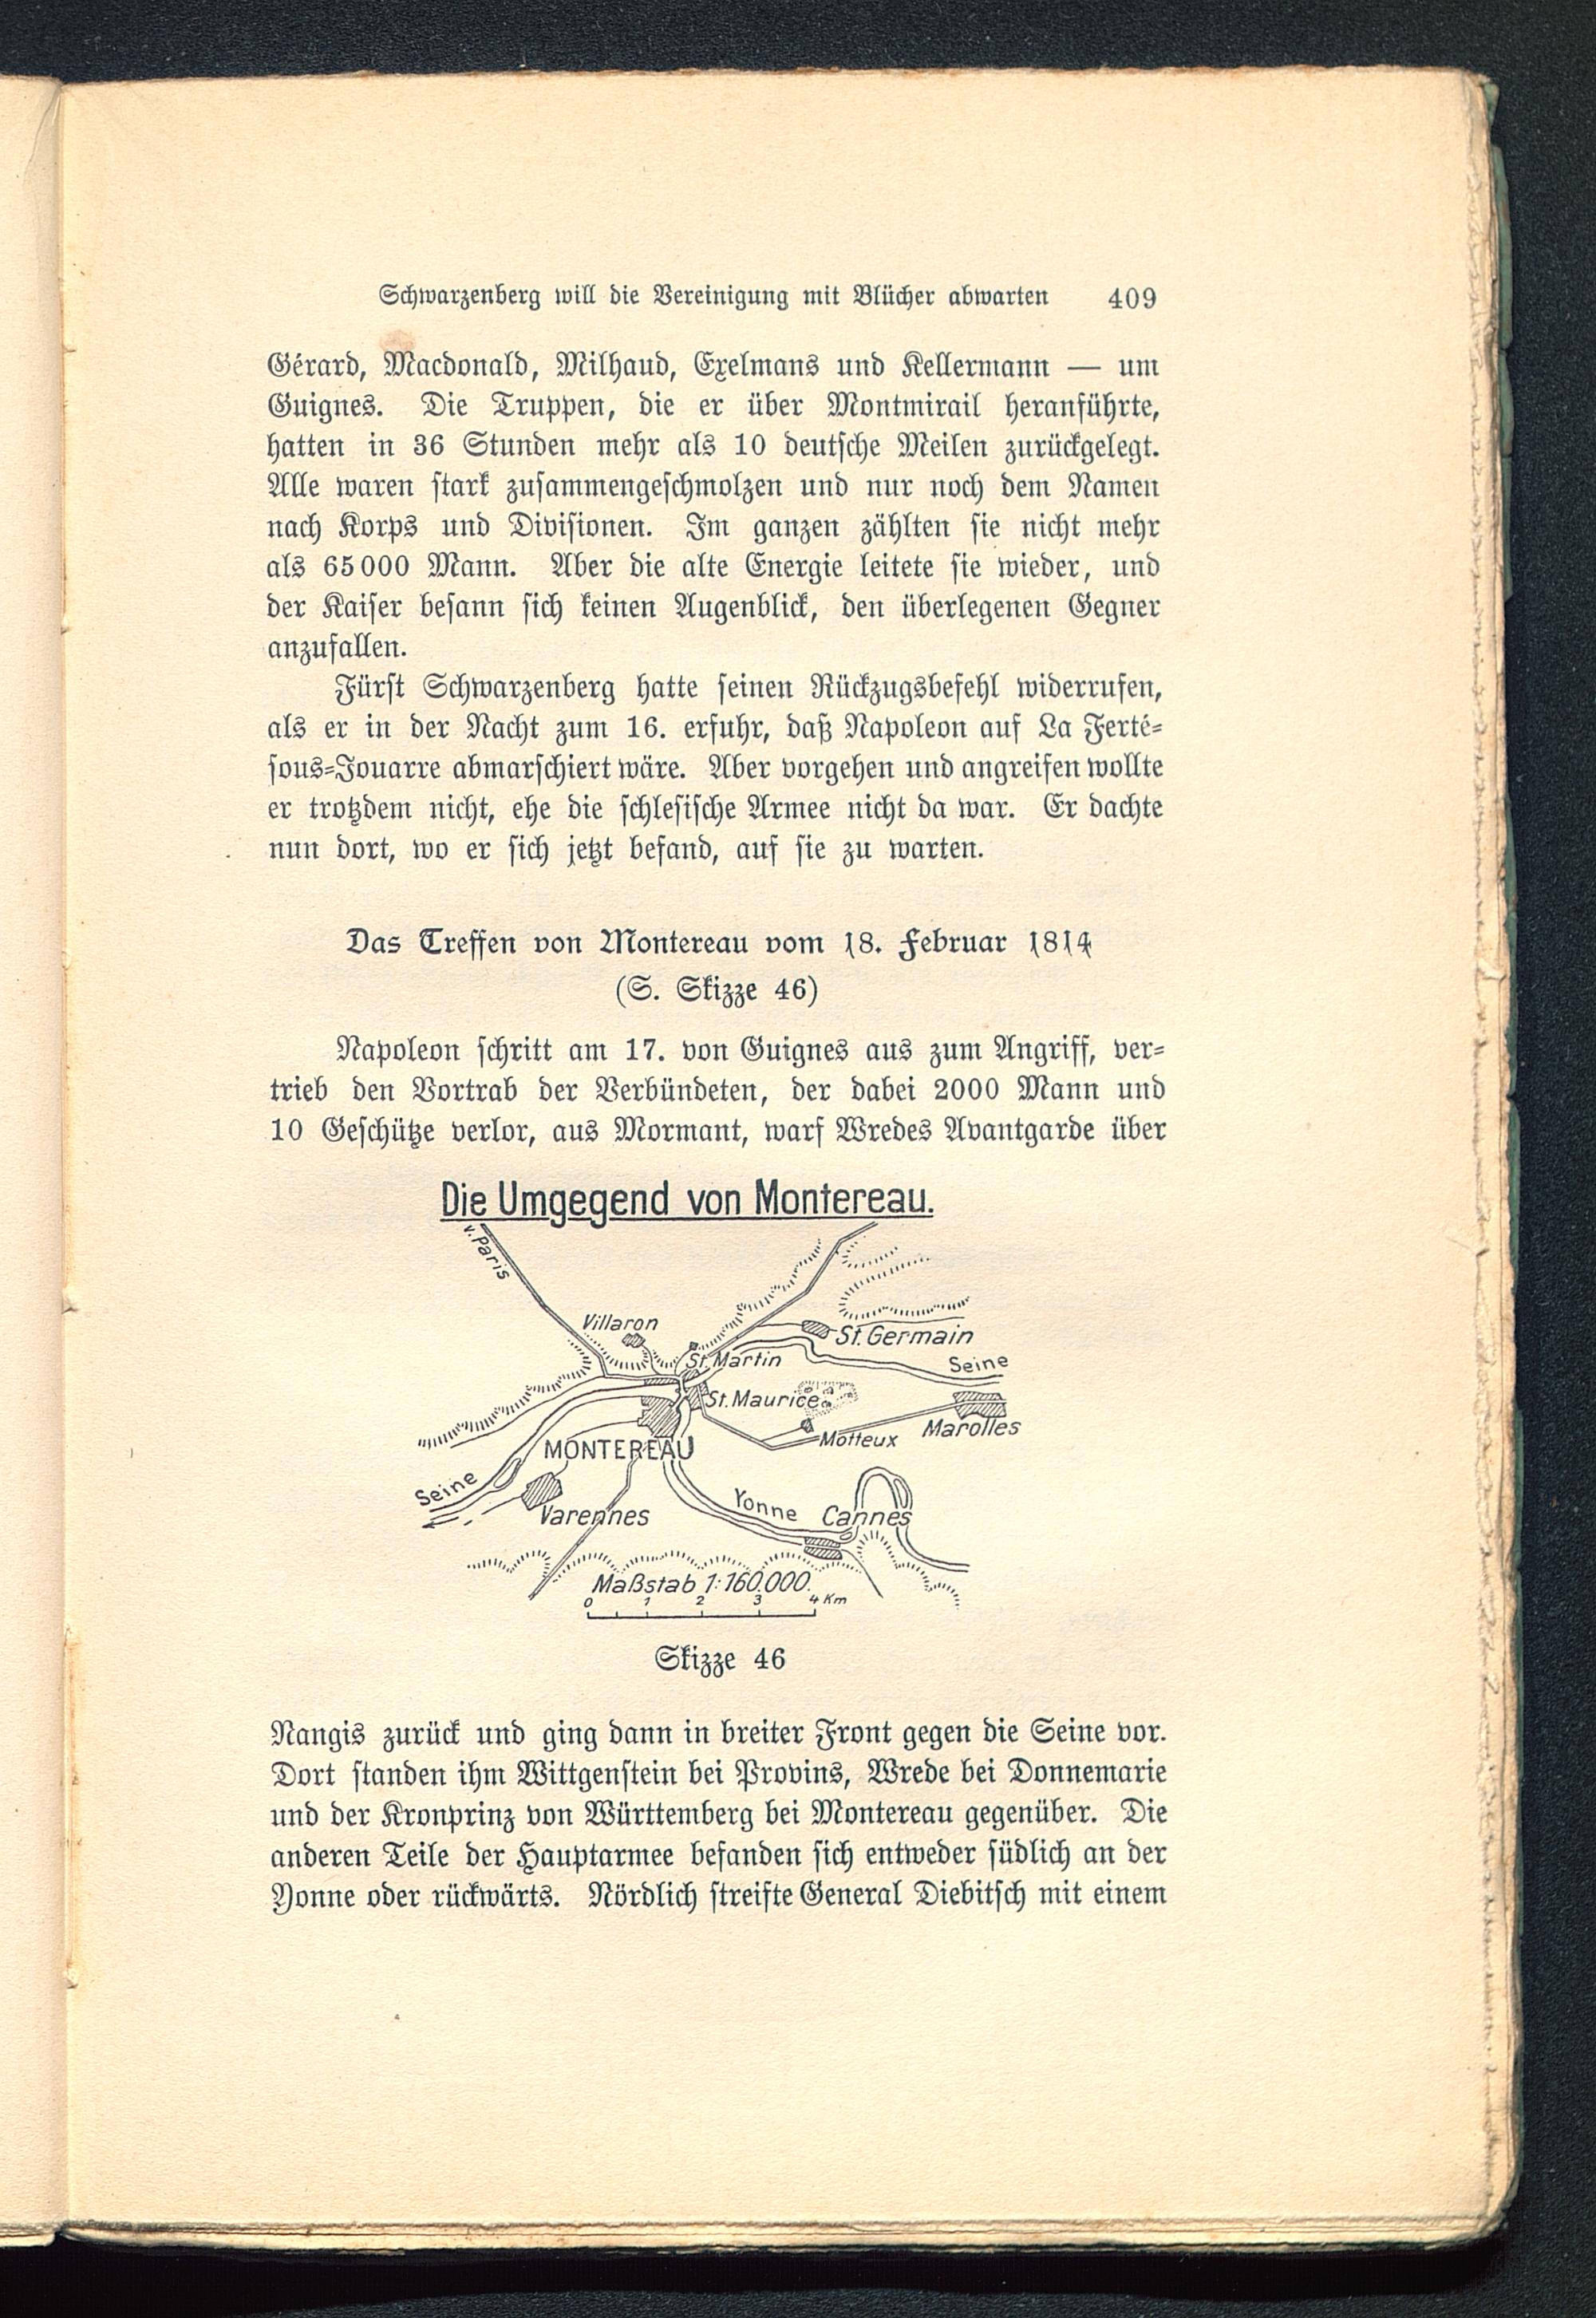 Schwarzenberg will die Vereinigung mit Blücher abwarten 409
Gérard, Macdonald, Milhaud, Exelmans und Kellermann — um
Guignes. Die Truppen, die er über Montmirail heranführte,
hatten in 36 Stunden mehr als 10 deutsche Meilen zurückgelegt.
Alle waren stark zusammengeschmolzen und nur noch dem Namen
nach Korps und Divisionen. Im ganzen zählten sie nicht mehr
als 65000 Mann. Aber die alte Energie leitete sie wieder, und
der Kaiser besann sich keinen Augenblick, den überlegenen Gegner
anzufallen.
Fürst Schwarzenberg hatte seinen Rückzugsbefehl widerrufen,
als er in der Nacht zum 16. erfuhr, daß Napoleon auf La Ferté-
sous-Jouarre abmarschiert wäre. Aber vorgehen und angreifen wollte
er trotzdem nicht, ehe die schlesische Armee nicht da war. Er dachte
nun dort, wo er sich jetzt befand, auf sie zu warten.
Das Treffen von Montereau vom 18. Februar 1814
(S. Skizze 46)
Napoleon schritt am 17. von Guignes aus zum Angriff, ver-
trieb den Vortrab der Verbündeten, der dabei 2000 Mann und
10 Geschütze verlor, aus Mormant, warf Wredes Avantgarde über
Die Umgegend von Montereau.
v. Paris
Villaron
St. Germain
St. Martin
Seine
St. Maurice
Marolles
Motteux
MONTEREAU
Seine
Yonne
Cannes
Varennes
Maßstab 1:160.000.
0 1 2 3 4 Km
Skizze 46
Nangis zurück und ging dann in breiter Front gegen die Seine vor.
Dort standen ihm Wittgenstein bei Provins, Wrede bei Donnemarie
und der Kronprinz von Württemberg bei Montereau gegenüber. Die
anderen Teile der Hauptarmee befanden sich entweder südlich an der
Yonne oder rückwärts. Nördlich streifte General Diebitsch mit einem